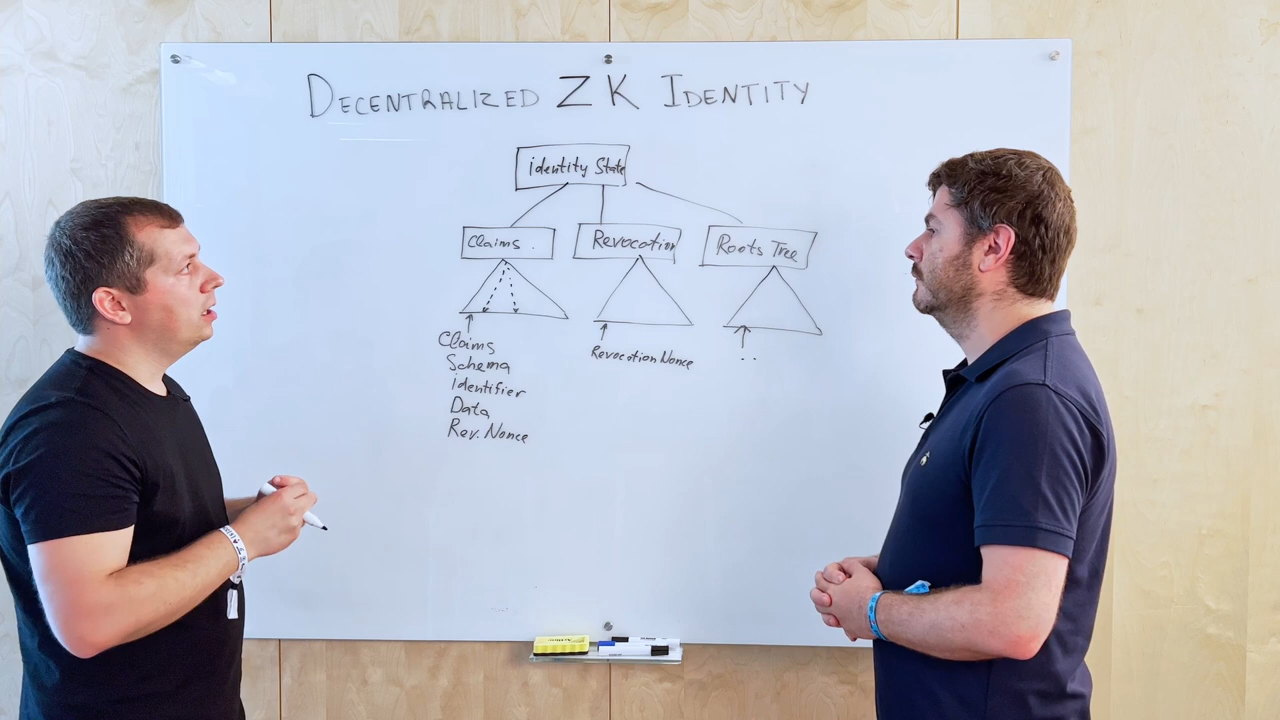 DECENTRALIZED ZK IDENTITY
identity State
Claims.
Revocation
Roots Tree
Claims
Schema
Identifier
Data
Rev. Nonce
Revocation Nonce
..